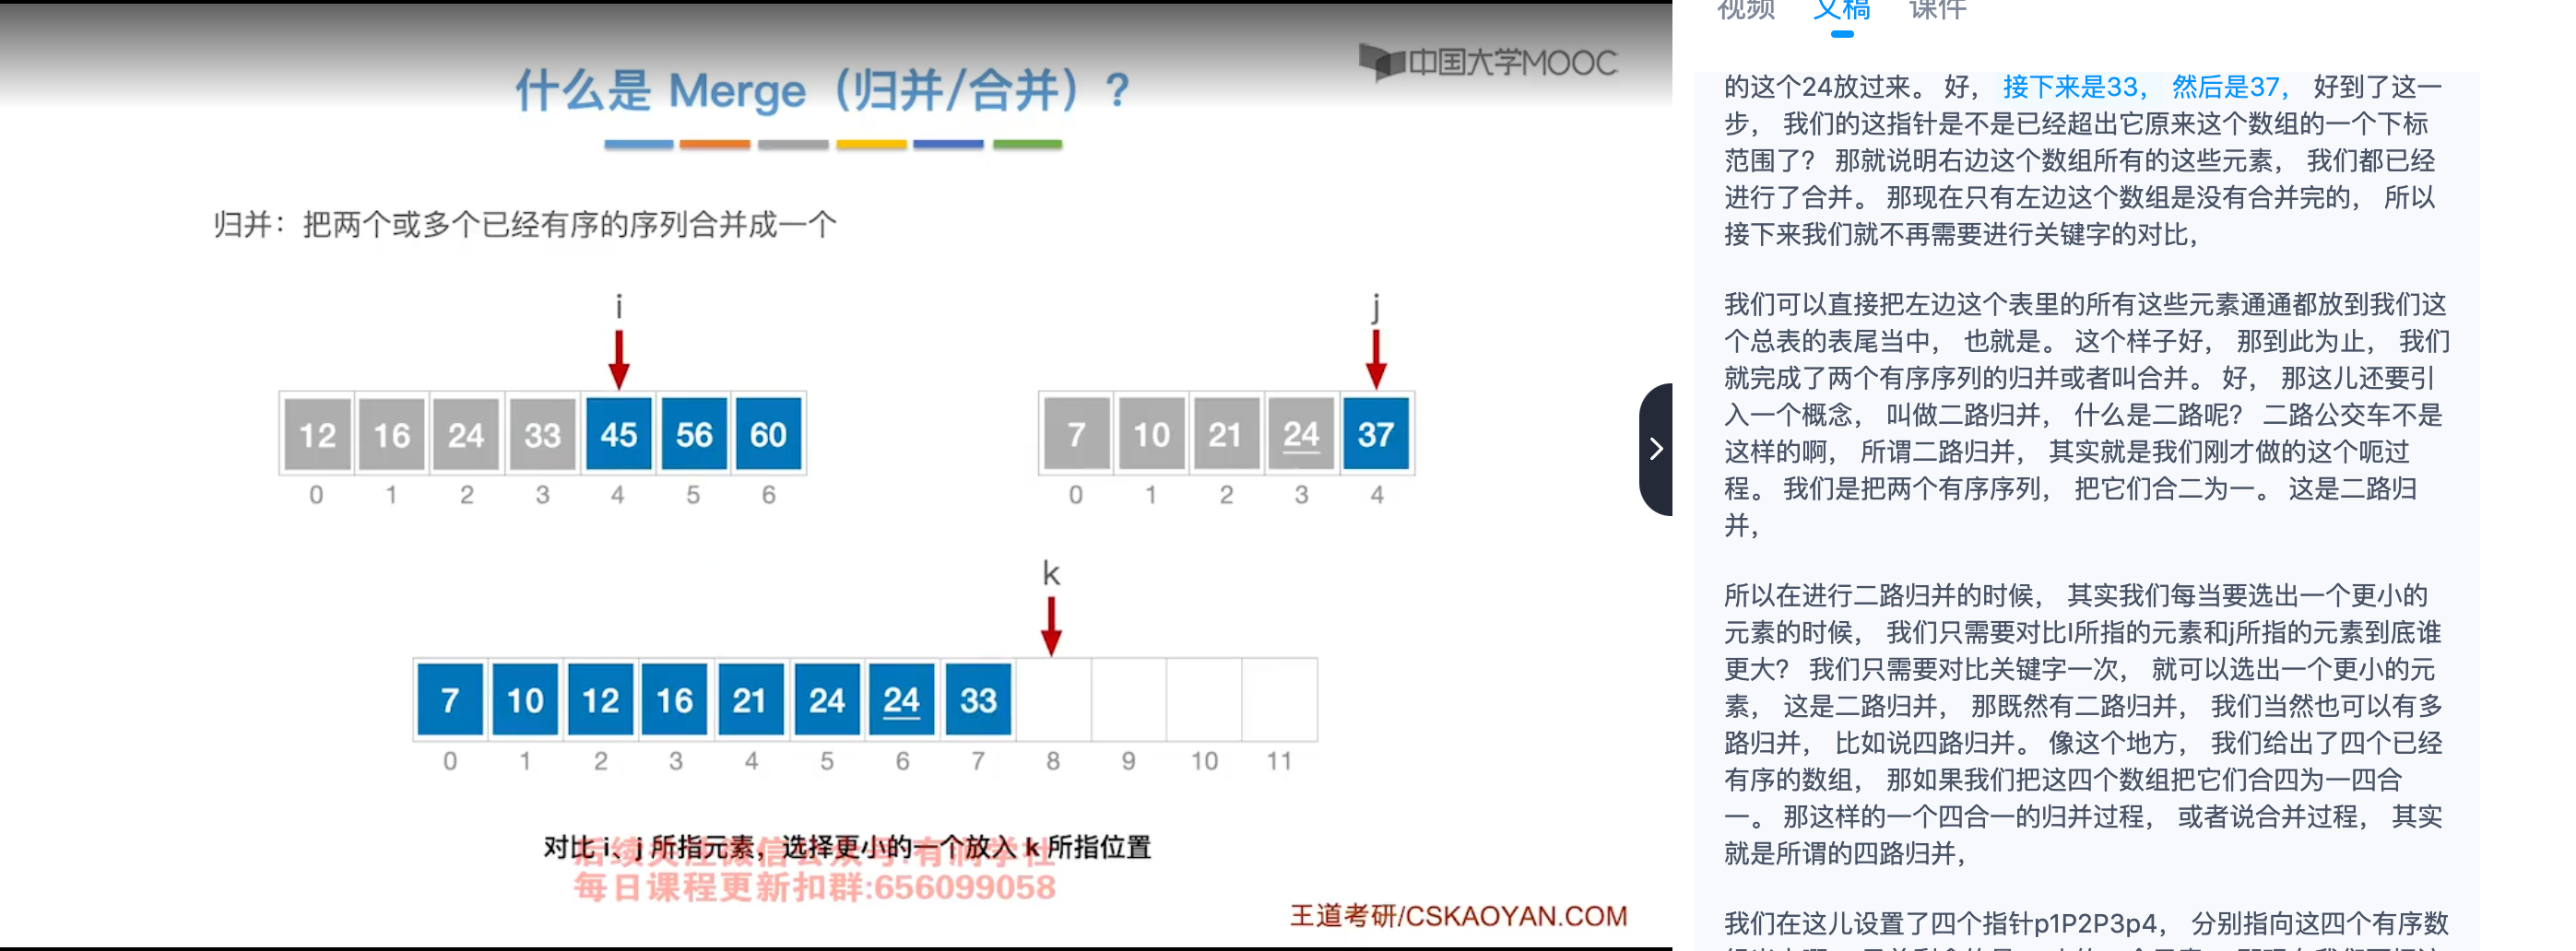 什么是 Merge（归并/合并）?
中国大学MOOC
归并：把两个或多个已经有序的序列合并成一个
i
j
12 16 24 33 45 56 60
7 10 21 24 37
0 1 2 3 4 5 6
0 1 2 3 4
k
7 10 12 16 21 24 24 33
0 1 2 3 4 5 6 7 8 9 10 11
对比 i、j 所指元素，选择更小的一个放入 k 所指位置
每日课程更新扣群:656099058
王道考研/CSKAOYAN.COM
视频 文稿 课件
的这个24放过来。 好， 接下来是33， 然后是37， 好到了这一
步， 我们的这指针是不是已经超出它原来这个数组的一个下标
范围了? 那就说明右边这个数组所有的这些元素， 我们都已经
进行了合并。 那现在只有左边这个数组是没有合并完的， 所以
接下来我们就不再需要进行关键字的对比，
我们可以直接把左边这个表里的所有这些元素通通都放到我们这
个总表的表尾当中， 也就是。 这个样子好， 那到此为止， 我们
就完成了两个有序序列的归并或者叫合并。 好， 那这儿还要引
入一个概念， 叫做二路归并， 什么是二路呢? 二路公交车不是
这样的啊， 所谓二路归并， 其实就是我们刚才做的这个呃过
程。 我们是把两个有序序列， 把它们合二为一。 这是二路归
并，
所以在进行二路归并的时候， 其实我们每当要选出一个更小的
元素的时候， 我们只需要对比I所指的元素和j所指的元素到底谁
更大? 我们只需要对比关键字一次， 就可以选出一个更小的元
素， 这是二路归并， 那既然有二路归并， 我们当然也可以有多
路归并， 比如说四路归并。 像这个地方， 我们给出了四个已经
有序的数组， 那如果我们把这四个数组把它们合四为一四合
一。 那这样的一个四合一的归并过程， 或者说合并过程， 其实
就是所谓的四路归并，
我们在这儿设置了四个指针p1P2P3p4， 分别指向这四个有序数